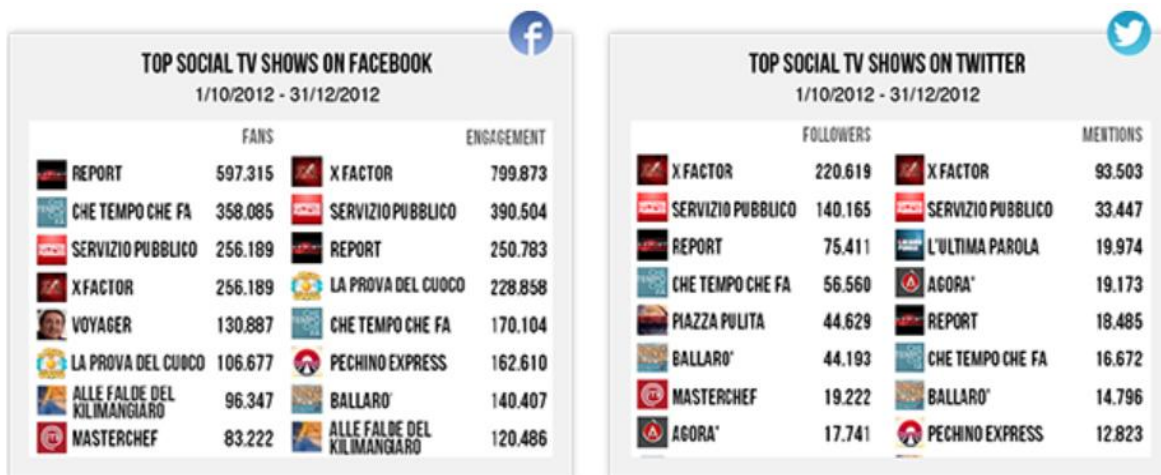 TOP SOCIAL TV SHOWS ON FACEBOOK
1/10/2012 - 31/12/2012
FANS ENGAGEMENT
REPORT 597.315 X FACTOR 799.873
CHE TEMPO CHE FA 358.085 SERVIZIO PUBBLICO 390.504
SERVIZIO PUBBLICO 256.189 REPORT 250.783
X FACTOR 256.189 LA PROVA DEL CUOCO 228.858
VOYAGER 130.887 CHE TEMPO CHE FA 170.104
LA PROVA DEL CUOCO 106.677 PECHINO EXPRESS 162.610
ALLE FALDE DEL
KILIMANGIARO 96.347 BALLARO' 140.407
MASTERCHEF 83.222 ALLE FALDE DEL
KILIMANGIARO 120.486
TOP SOCIAL TV SHOWS ON TWITTER
1/10/2012 - 31/12/2012
FOLLOWERS MENTIONS
X FACTOR 220.619 X FACTOR 93.503
SERVIZIO PUBBLICO 140.165 SERVIZIO PUBBLICO 33.447
REPORT 75.411 L'ULTIMA PAROLA 19.974
CHE TEMPO CHE FA 56.560 AGORA' 19.173
PIAZZA PULITA 44.629 REPORT 18.485
BALLARO' 44.193 CHE TEMPO CHE FA 16.672
MASTERCHEF 19.222 BALLARO' 14.796
AGORA' 17.741 PECHINO EXPRESS 12.823